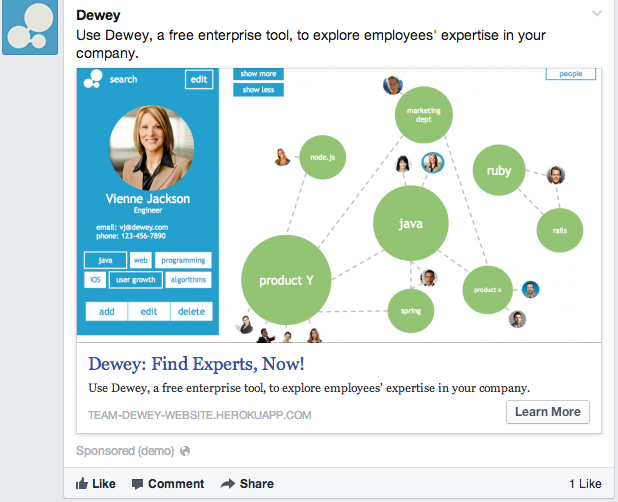 Dewey
Use Dewey, a free enterprise tool, to explore employees' expertise in your
company.
search
edit
Vienne Jackson
Engineer
email: vj@dewey.com
phone: 123-456-7890
java web programming
iOS user growth algorithms
add edit delete
show more
show less
people
marketing
dept
node.js
ruby
java
rails
product Y
product x
spring
Dewey: Find Experts, Now!
Use Dewey, a free enterprise tool, to explore employees' expertise in your company.
TEAM-DEWEY-WEBSITE.HEROKUAPP.COM
Learn More
Sponsored (demo)
Like Comment Share 1 Like